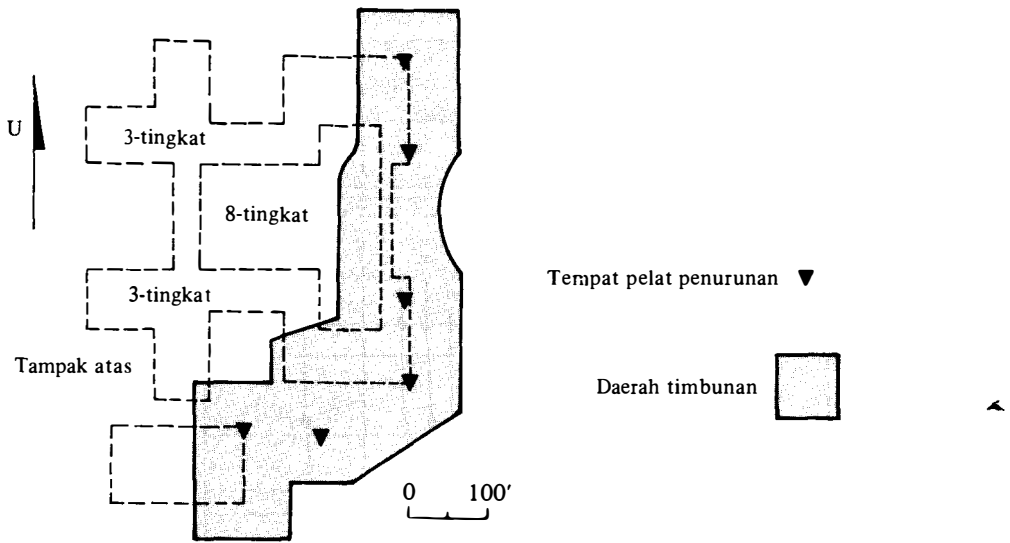 U
3-tingkat
8-tingkat
3-tingkat
Tampak atas
0 100'
Tempat pelat penurunan
Daerah timbunan